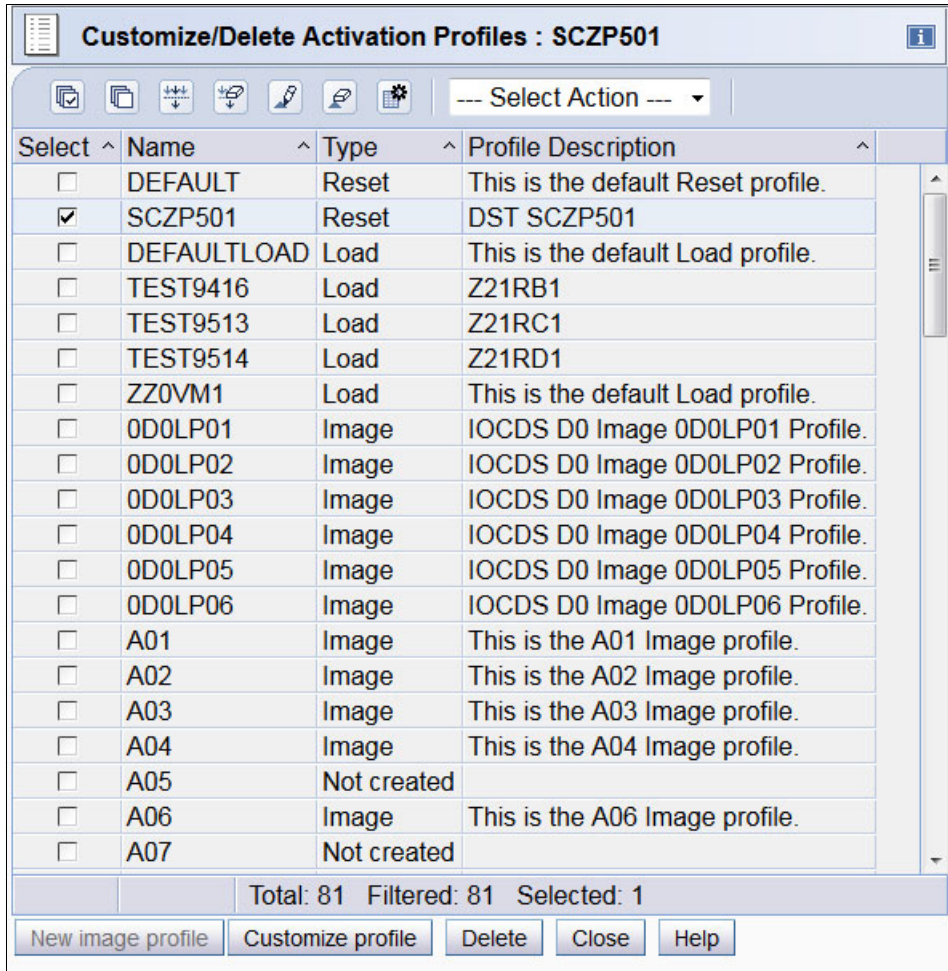 Customize/Delete Activation Profiles : SCZP501
--- Select Action ---
Select Name Type Profile Description
DEFAULT Reset This is the default Reset profile.
SCZP501 Reset DST SCZP501
DEFAULTLOAD Load This is the default Load profile.
TEST9416 Load Z21RB1
TEST9513 Load Z21RC1
TEST9514 Load Z21RD1
ZZ0VM1 Load This is the default Load profile.
0D0LP01 Image IOCDS D0 Image 0D0LP01 Profile.
0D0LP02 Image IOCDS D0 Image 0D0LP02 Profile.
0D0LP03 Image IOCDS D0 Image 0D0LP03 Profile.
0D0LP04 Image IOCDS D0 Image 0D0LP04 Profile.
0D0LP05 Image IOCDS D0 Image 0D0LP05 Profile.
0D0LP06 Image IOCDS D0 Image 0D0LP06 Profile.
A01 Image This is the A01 Image profile.
A02 Image This is the A02 Image profile.
A03 Image This is the A03 Image profile.
A04 Image This is the A04 Image profile.
A05 Not created
A06 Image This is the A06 Image profile.
A07 Not created
Total: 81 Filtered: 81 Selected: 1
New image profile Customize profile Delete Close Help